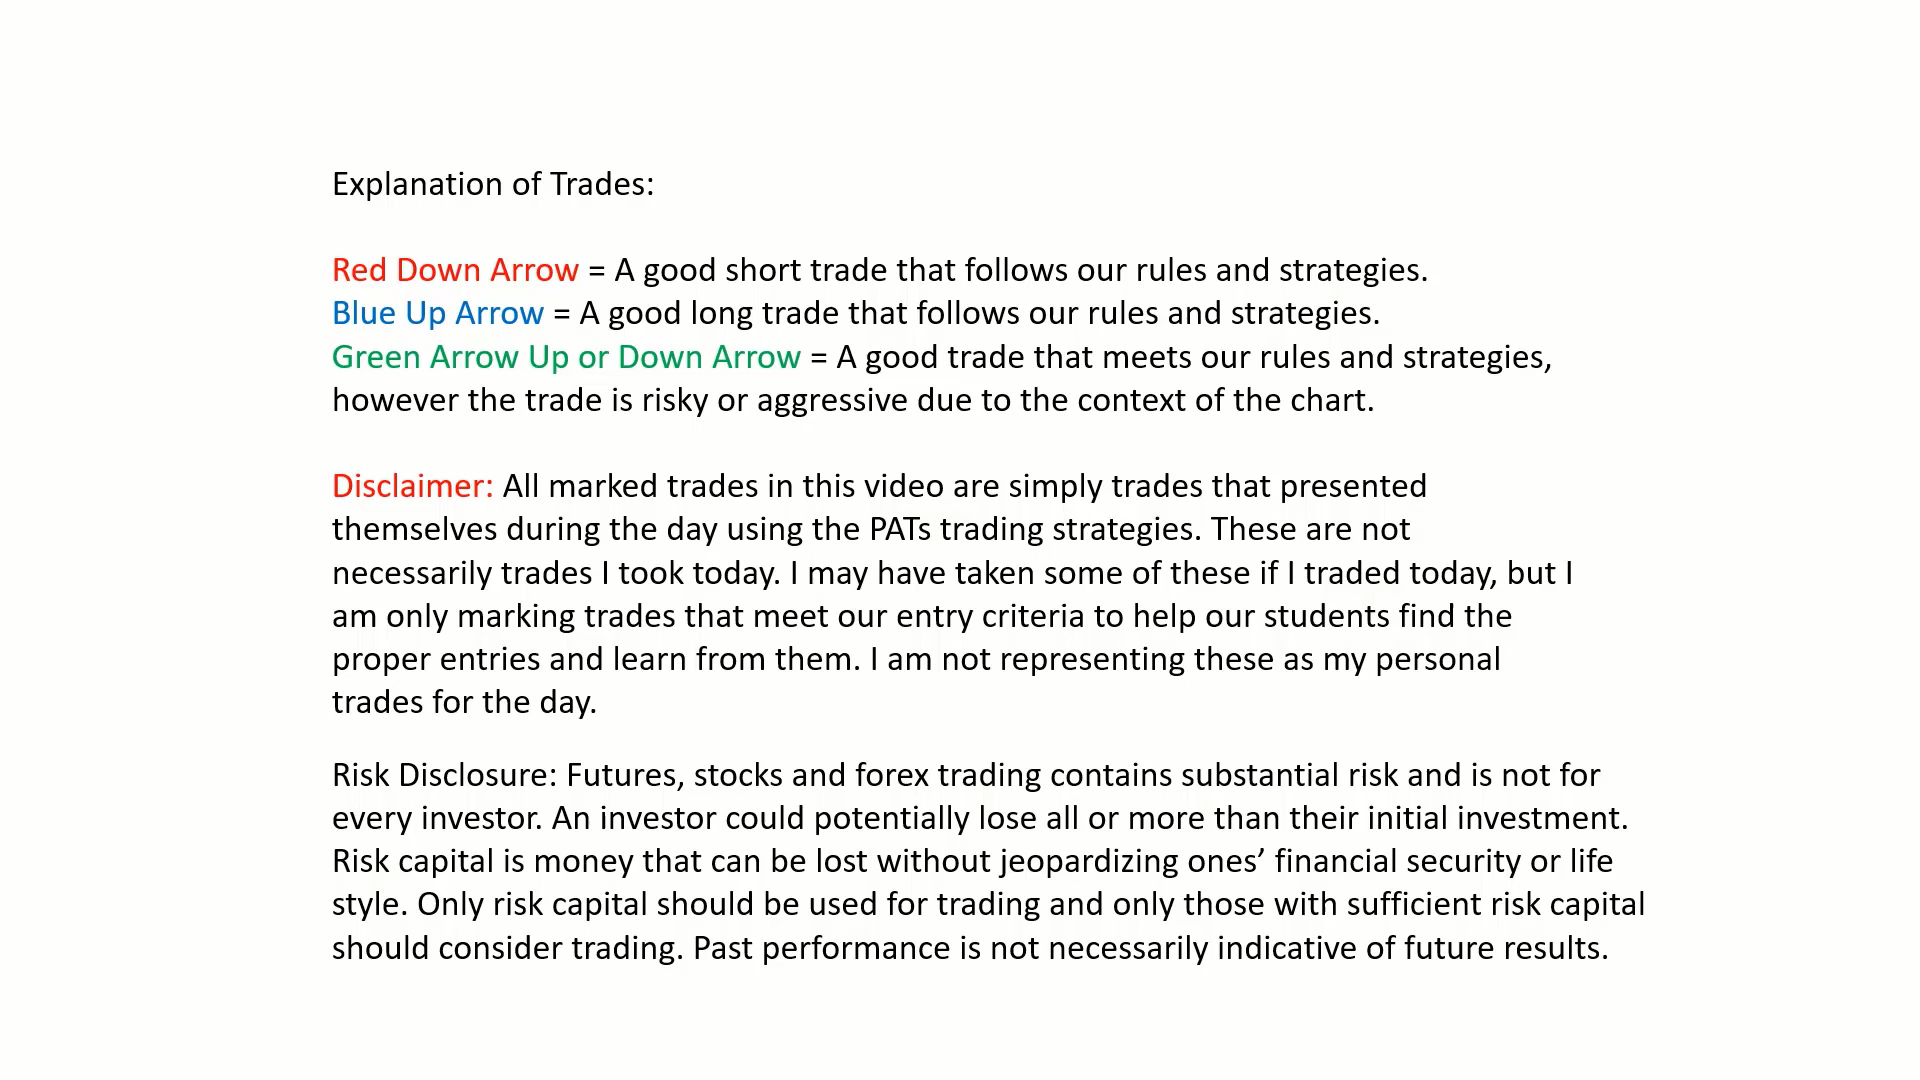 Explanation of Trades:
Red Down Arrow = A good short trade that follows our rules and strategies.
Blue Up Arrow = A good long trade that follows our rules and strategies.
Green Arrow Up or Down Arrow = A good trade that meets our rules and strategies,
however the trade is risky or aggressive due to the context of the chart.
Disclaimer: All marked trades in this video are simply trades that presented
themselves during the day using the PATs trading strategies. These are not
necessarily trades I took today. I may have taken some of these if I traded today, but I
am only marking trades that meet our entry criteria to help our students find the
proper entries and learn from them. I am not representing these as my personal
trades for the day.
Risk Disclosure: Futures, stocks and forex trading contains substantial risk and is not for
every investor. An investor could potentially lose all or more than their initial investment.
Risk capital is money that can be lost without jeopardizing ones’ financial security or life
style. Only risk capital should be used for trading and only those with sufficient risk capital
should consider trading. Past performance is not necessarily indicative of future results.